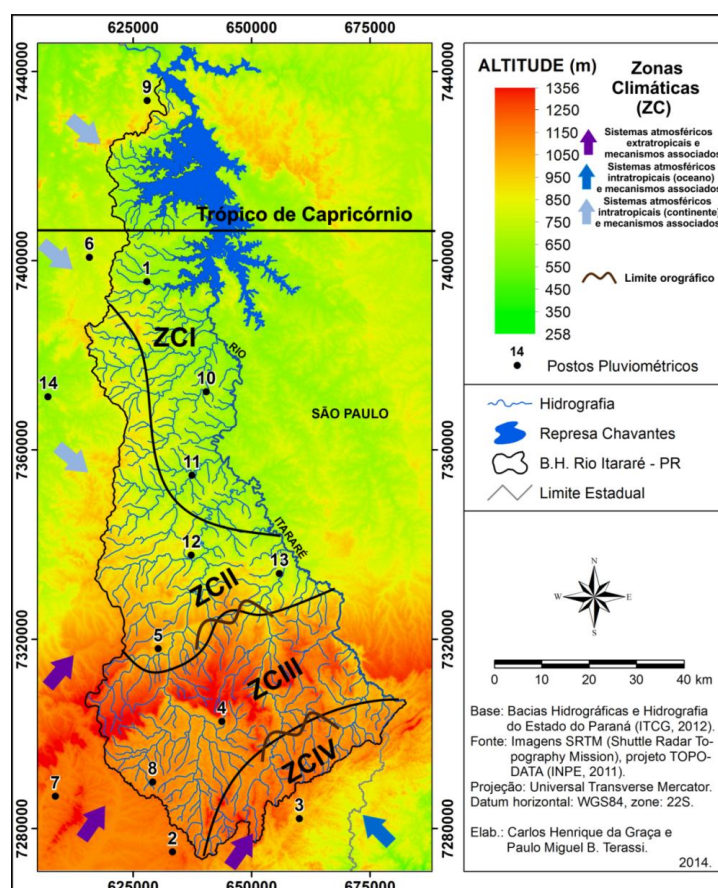 625000 650000 675000
7440000
7400000
7360000
7320000
7280000
9
6
Trópico de Capricórnio
1
ZCI
RIO
14
10
SÃO PAULO
11
ITARARÉ
12
13
ZCII
5
ZCIII
4
ZCIV
7
8
3
2
7440000
7400000
7360000
7320000
7280000
625000 650000 675000
ALTITUDE (m)
1356
1350
1250
1150
1050
950
850
750
650
550
450
350
258
Zonas
Climáticas
(ZC)
Sistemas atmosféricos
extratropicais e
mecanismos associados
Sistemas atmosféricos
intratropicais (oceano)
e mecanismos associados
Sistemas atmosféricos
intratropicais (continente)
e mecanismos associados
Limite orográfico
14
Postos Pluviométricos
Hidrografia
Represa Chavantes
B.H. Rio Itararé - PR
Limite Estadual
N
W E
S
0 10 20 30 40
km
Base: Bacias Hidrográficas e Hidrografia
do Estado do Paraná (ITCG, 2012).
Fonte: Imagens SRTM (Shuttle Radar To-
pography Mission), projeto TOPO-
DATA (INPE, 2011).
Projeção: Universal Transverse Mercator.
Datum horizontal: WGS84, zone: 22S.
Elab.: Carlos Henrique da Graça e
Paulo Miguel B. Terassi.
2014.